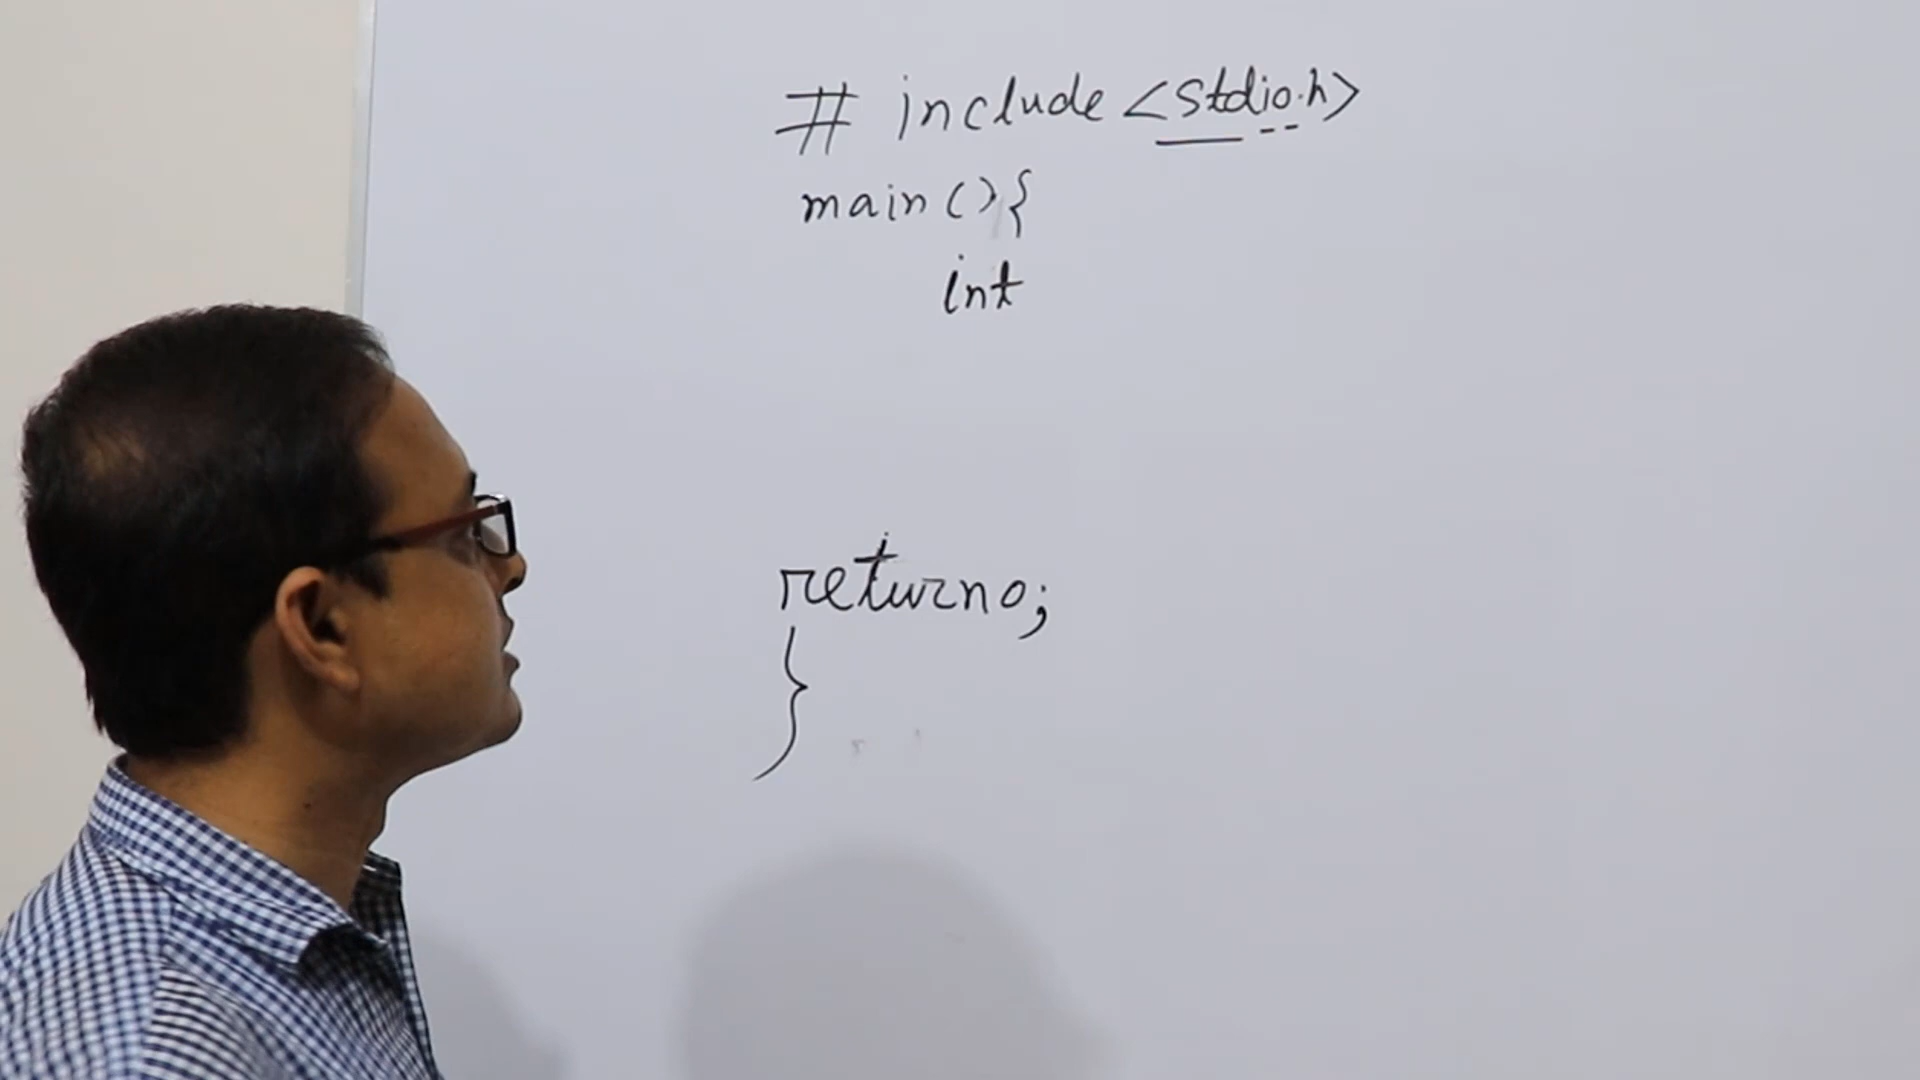 # include <stdio.h>
main(){
int
return 0;
}